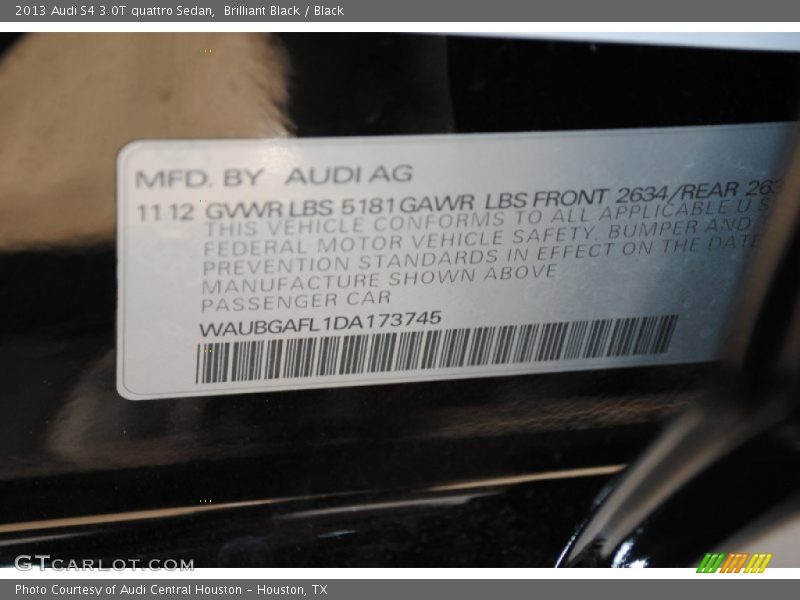 2013 Audi S4 3.0T quattro Sedan,  Brilliant Black / Black
MFD. BY AUDI AG
11 12 GVWR LBS 5181 GAWR LBS FRONT 2634/REAR 263
THIS VEHICLE CONFORMS TO ALL APPLICABLE U S
FEDERAL MOTOR VEHICLE SAFETY, BUMPER AND
PREVENTION STANDARDS IN EFFECT ON THE DATE
MANUFACTURE SHOWN ABOVE
PASSENGER CAR
WAUBGAFL1DA173745
GTCARLOT.COM
Photo Courtesy of Audi Central Houston - Houston, TX